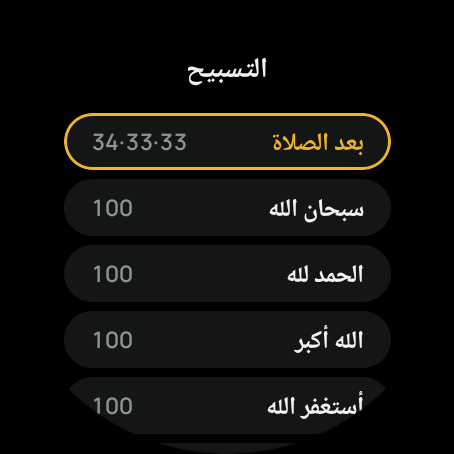 التسبيح
بعد الصلاة 34·33·33
سبحان الله 100
الحمد لله 100
الله أكبر 100
أستغفر الله 100